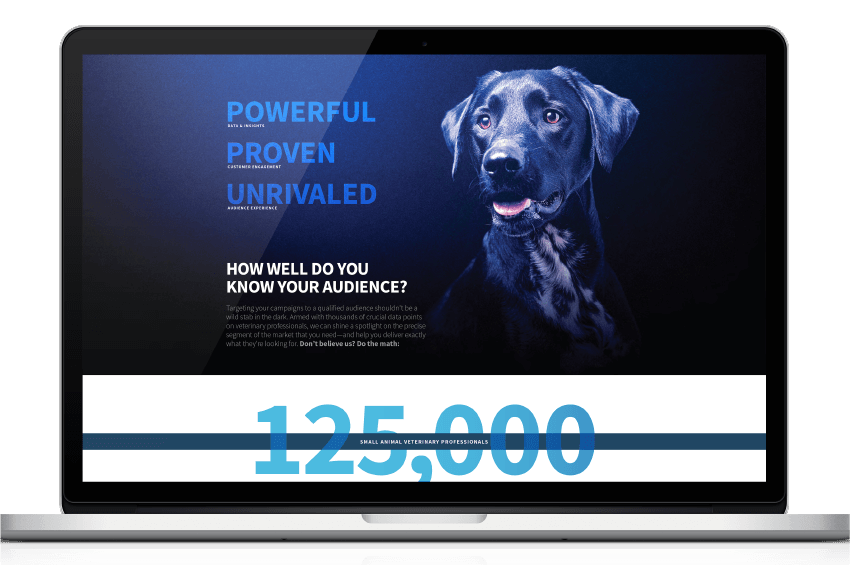 POWERFUL
DATA & INSIGHTS
PROVEN
CUSTOMER ENGAGEMENT
UNRIVALED
AUDIENCE EXPERIENCE
HOW WELL DO YOU
KNOW YOUR AUDIENCE?
Targeting your campaigns to a qualified audience shouldn't be a
wild stab in the dark. Armed with thousands of crucial data points
on veterinary professionals, we can shine a spotlight on the precise
segment of the market that you need—and help you deliver exactly
what they're looking for. Don't believe us? Do the math:
125,000
SMALL ANIMAL VETERINARY PROFESSIONALS